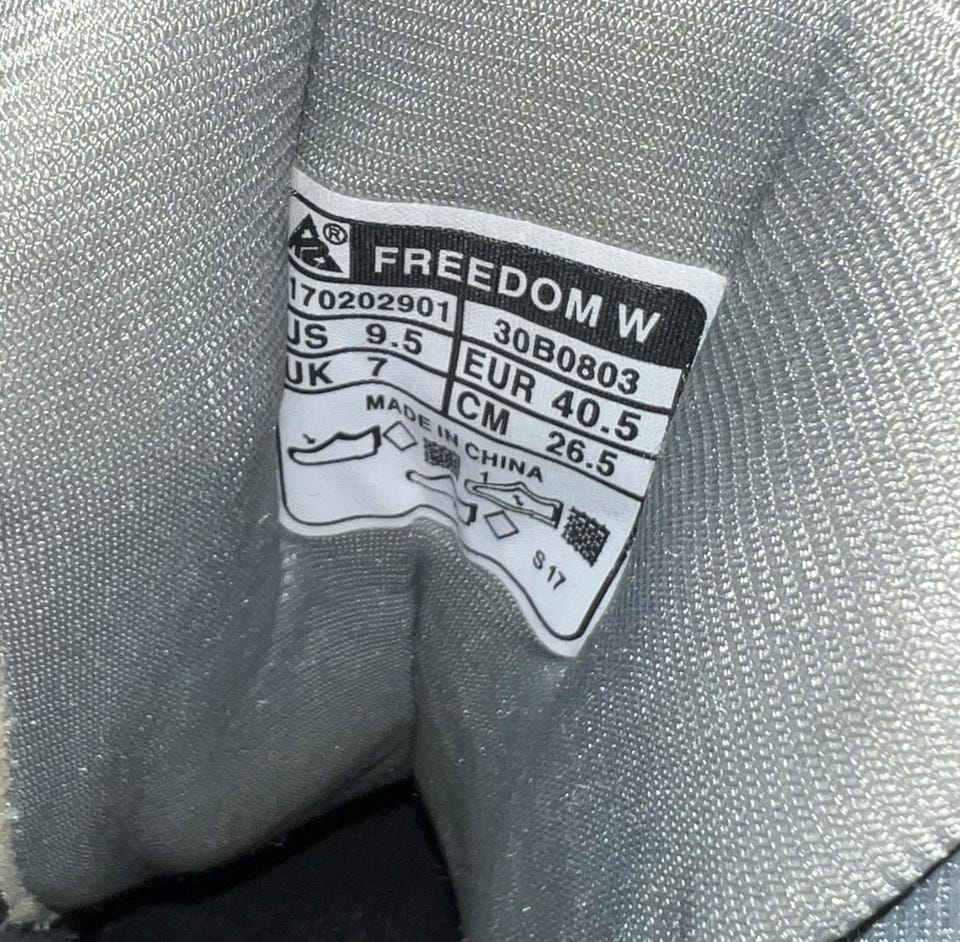 ®
FREEDOM W
170202901 30B0803
US 9.5 EUR 40.5
UK 7 CM 26.5
MADE IN CHINA
1
S17